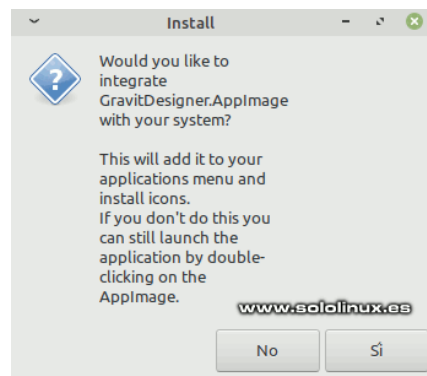 Install
Would you like to
integrate
GravitDesigner.AppImage
with your system?
This will add it to your
applications menu and
install icons.
If you don't do this you
can still launch the
application by double-
clicking on the
AppImage.
www.sololinux.es
No
Sì